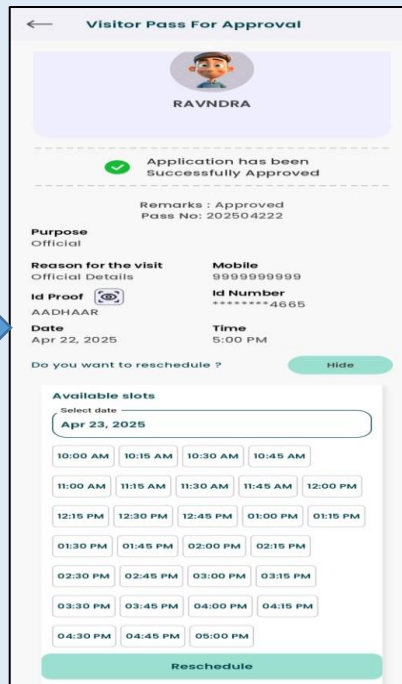 Visitor Pass For Approval
RAVNDRA
Application has been
Successfully Approved
Remarks : Approved
Pass No: 202504222
Purpose
Official
Reason for the visit Mobile
Official Details 9999999999
Id Proof Id Number
AADHAAR ********4665
Date Time
Apr 22, 2025 5:00 PM
Do you want to reschedule ? Hide
Available slots
Select date
Apr 23, 2025
10:00 AM 10:15 AM 10:30 AM 10:45 AM
11:00 AM 11:15 AM 11:30 AM 11:45 AM 12:00 PM
12:15 PM 12:30 PM 12:45 PM 01:00 PM 01:15 PM
01:30 PM 01:45 PM 02:00 PM 02:15 PM
02:30 PM 02:45 PM 03:00 PM 03:15 PM
03:30 PM 03:45 PM 04:00 PM 04:15 PM
04:30 PM 04:45 PM 05:00 PM
Reschedule